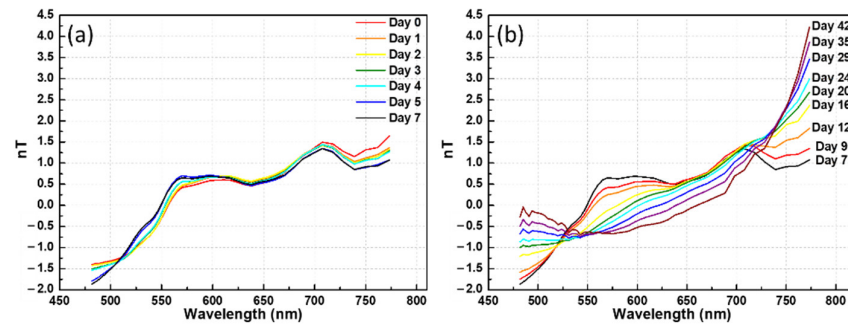 (a)
Day 0
Day 1
Day 2
Day 3
Day 4
Day 5
Day 7
4.5
4.0
3.5
3.0
2.5
2.0
1.5
1.0
0.5
0.0
−0.5
−1.0
−1.5
−2.0
nT
450 500 550 600 650 700 750 800
Wavelength (nm)
(b)
Day 42
Day 35
Day 29
Day 24
Day 20
Day 16
Day 12
Day 9
Day 7
4.5
4.0
3.5
3.0
2.5
2.0
1.5
1.0
0.5
0.0
−0.5
−1.0
−1.5
−2.0
nT
450 500 550 600 650 700 750 800
Wavelength (nm)